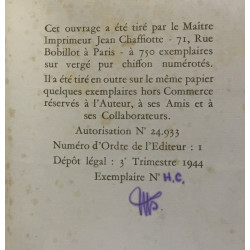 Cet ouvrage a été tiré par le Maître
Imprimeur Jean Chaffiotte - 71, Rue
Bobillot à Paris - à 750 exemplaires
sur vergé pur chiffon numérotés.
Il a été tiré en outre sur le même papier
quelques exemplaires hors Commerce
réservés à l'Auteur, à ses Amis et à
ses Collaborateurs.
Autorisation N° 24.933
Numéro d'Ordre de l'Editeur : 1
Dépôt légal : 3e Trimestre 1944
Exemplaire N° H.C.